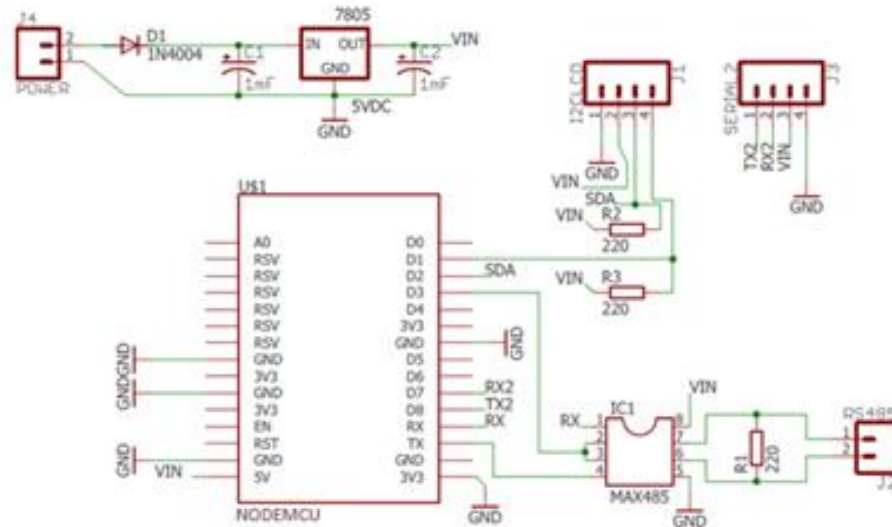 J4
2
1
POWER
D1
1N4004
C1
1mF
7805
IN OUT
GND
C2
1mF
VIN
5VDC
GND
J1
I2CLCD
1 2 3 4
GND
VIN
SDA
VIN
R2
220
VIN
R3
220
J3
SERIAL2
1 2 3 4
TX2
RX2
VIN
GND
U$1
A0
RSV
RSV
RSV
RSV
RSV
RSV
GND
3V3
GND
3V3
EN
RST
GND
5V
GND
GND
GND
VIN
D0
D1
D2
D3
D4
3V3
GND
D5
D6
D7
D8
RX
TX
GND
3V3
SDA
GND
RX2
TX2
RX
GND
NODEMCU
IC1
RX
1
2
3
4
8
7
6
5
VIN
MAX485
GND
R1
220
RS485
1
2
J2